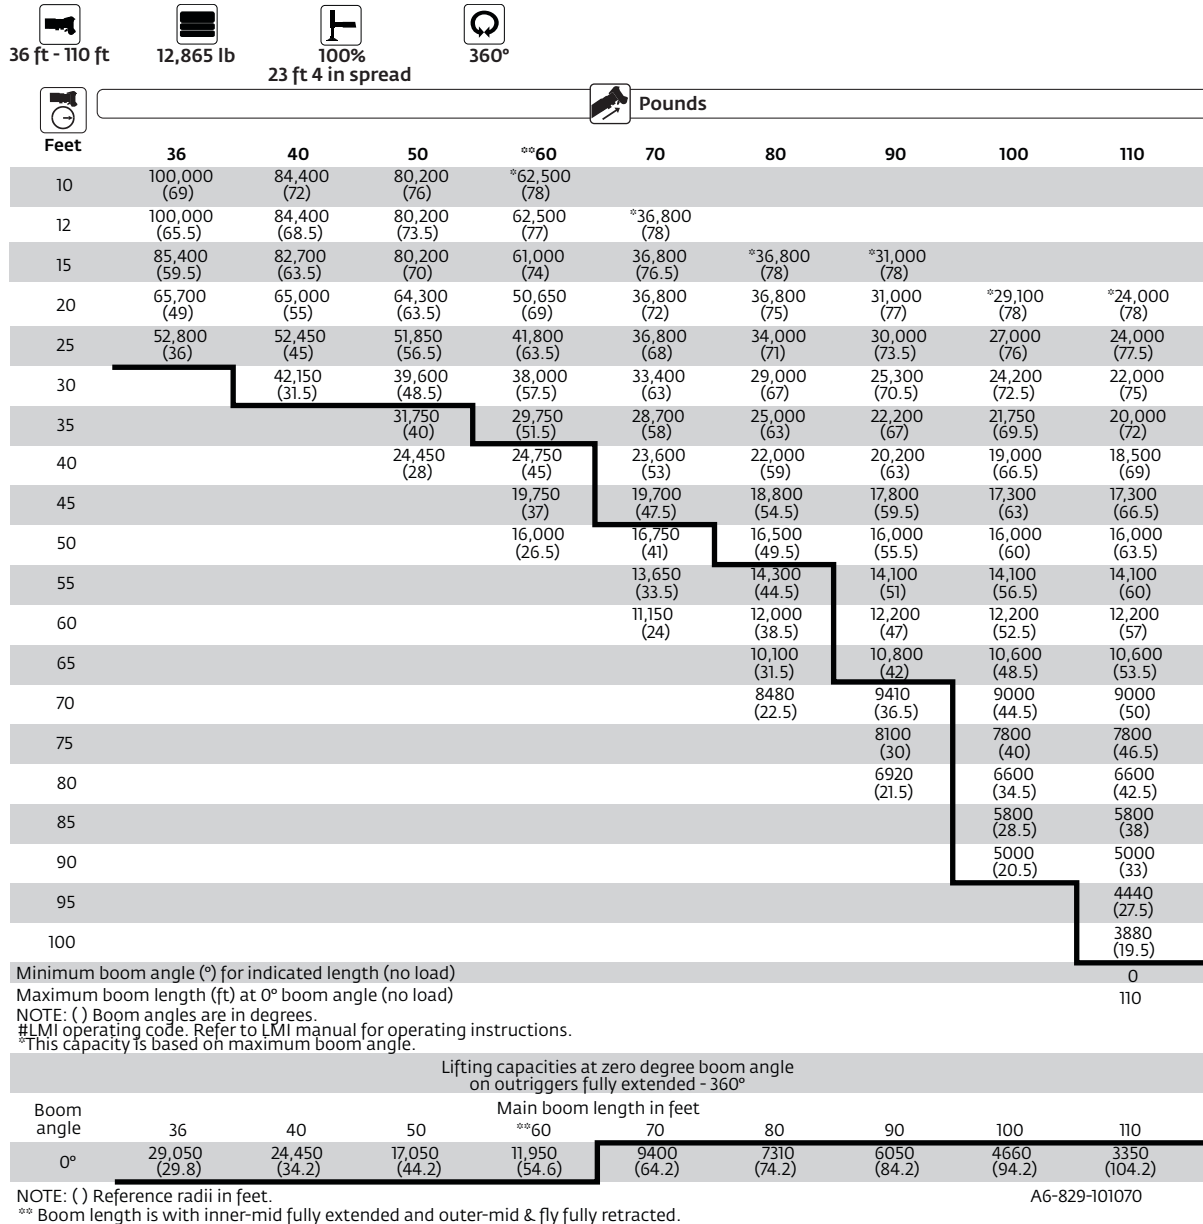 36 ft - 110 ft 12,865 lb 100% 360°
23 ft 4 in spread
Pounds
Feet
36 40 50 **60 70 80 90 100 110
10 100,000 84,400 80,200 *62,500
(69) (72) (76) (78)
12 100,000 84,400 80,200 62,500 *36,800
(65.5) (68.5) (73.5) (77) (78)
15 85,400 82,700 80,200 61,000 36,800 *36,800 *31,000
(59.5) (63.5) (70) (74) (76.5) (78) (78)
20 65,700 65,000 64,300 50,650 36,800 36,800 31,000 *29,100 *24,000
(49) (55) (63.5) (69) (72) (75) (77) (78) (78)
25 52,800 52,450 51,850 41,800 36,800 34,000 30,000 27,000 24,000
(36) (45) (56.5) (63.5) (68) (71) (73.5) (76) (77.5)
30 42,150 39,600 38,000 33,400 29,000 25,300 24,200 22,000
(31.5) (48.5) (57.5) (63) (67) (70.5) (72.5) (75)
35 31,750 29,750 28,700 25,000 22,200 21,750 20,000
(40) (51.5) (58) (63) (67) (69.5) (72)
40 24,450 24,750 23,600 22,000 20,200 19,000 18,500
(28) (45) (53) (59) (63) (66.5) (69)
45 19,750 19,700 18,800 17,800 17,300 17,300
(37) (47.5) (54.5) (59.5) (63) (66.5)
50 16,000 16,750 16,500 16,000 16,000 16,000
(26.5) (41) (49.5) (55.5) (60) (63.5)
55 13,650 14,300 14,100 14,100 14,100
(33.5) (44.5) (51) (56.5) (60)
60 11,150 12,000 12,200 12,200 12,200
(24) (38.5) (47) (52.5) (57)
65 10,100 10,800 10,600 10,600
(31.5) (42) (48.5) (53.5)
70 8480 9410 9000 9000
(22.5) (36.5) (44.5) (50)
75 8100 7800 7800
(30) (40) (46.5)
80 6920 6600 6600
(21.5) (34.5) (42.5)
85 5800 5800
(28.5) (38)
90 5000 5000
(20.5) (33)
95 4440
(27.5)
100 3880
(19.5)
Minimum boom angle (°) for indicated length (no load) 0
Maximum boom length (ft) at 0° boom angle (no load) 110
NOTE: ( ) Boom angles are in degrees.
#LMI operating code. Refer to LMI manual for operating instructions.
*This capacity is based on maximum boom angle.
Lifting capacities at zero degree boom angle
on outriggers fully extended - 360°
Boom Main boom length in feet
angle 36 40 50 **60 70 80 90 100 110
0° 29,050 24,450 17,050 11,950 9400 7310 6050 4660 3350
(29.8) (34.2) (44.2) (54.6) (64.2) (74.2) (84.2) (94.2) (104.2)
NOTE: ( ) Reference radii in feet. A6-829-101070
** Boom length is with inner-mid fully extended and outer-mid & fly fully retracted.